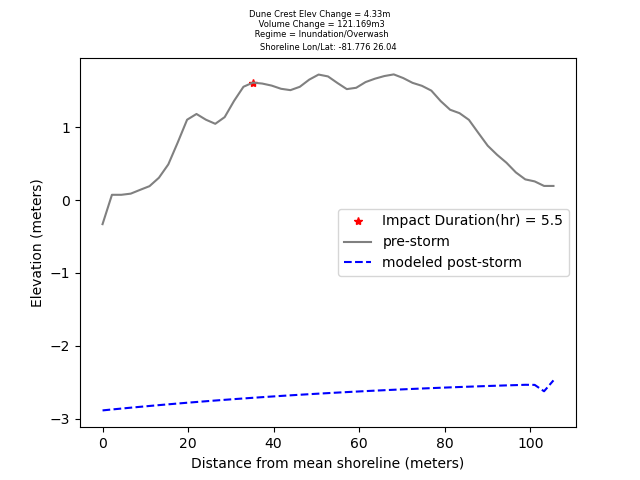 Dune Crest Elev Change = 4.33m
Volume Change = 121.169m3
Regime = Inundation/Overwash
Shoreline Lon/Lat: -81.776 26.04
Elevation (meters)
1
0
−1
−2
−3
Impact Duration(hr) = 5.5
pre-storm
modeled post-storm
0
20
40
60
80
100
Distance from mean shoreline (meters)